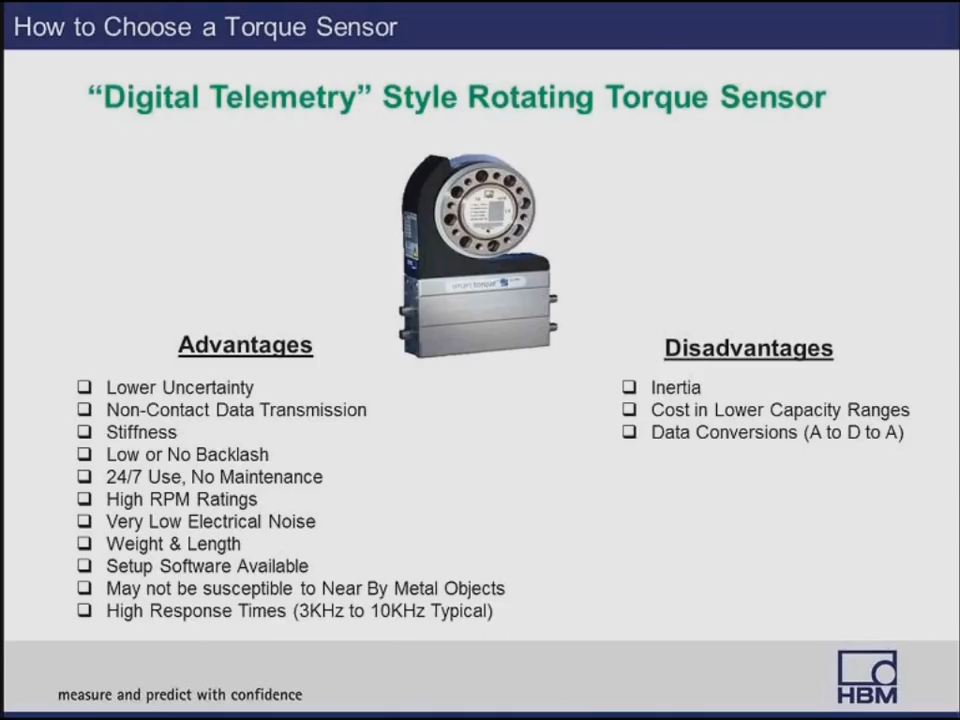 How to Choose a Torque Sensor
“Digital Telemetry” Style Rotating Torque Sensor
smart torque
Advantages
❑ Lower Uncertainty
❑ Non-Contact Data Transmission
❑ Stiffness
❑ Low or No Backlash
❑ 24/7 Use, No Maintenance
❑ High RPM Ratings
❑ Very Low Electrical Noise
❑ Weight & Length
❑ Setup Software Available
❑ May not be susceptible to Near By Metal Objects
❑ High Response Times (3KHz to 10KHz Typical)
Disadvantages
❑ Inertia
❑ Cost in Lower Capacity Ranges
❑ Data Conversions (A to D to A)
measure and predict with confidence
HBM